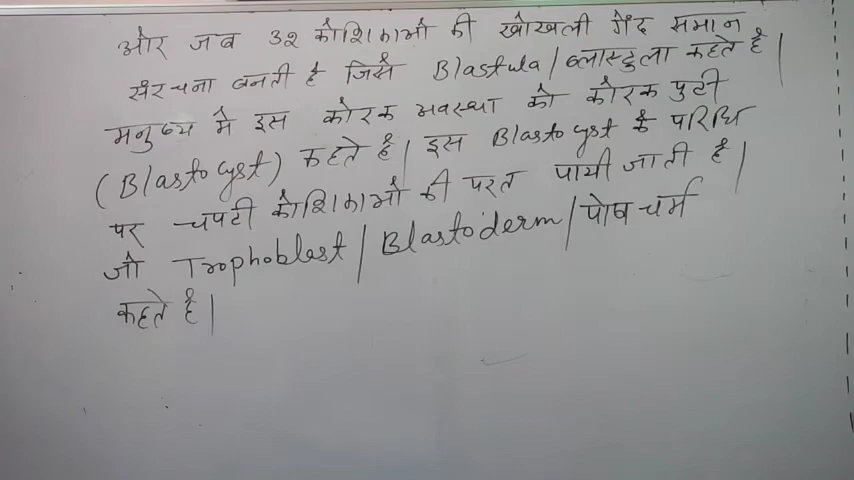 और जब 32 कोशिकाओ की खोखली गेंद समान
संरचना बनती है जिसे Blastula/ब्लास्टुला कहते है|
मनुष्य मे इस कोरक अवस्था को कोरक पुटी
(Blastocyst) कहते है| इस Blastocyst के परिधि
पर चपटी कोशिकाओ की परत पायी जाती है|
जो Trophoblast/Blastoderm/पोषचर्म
कहते है|